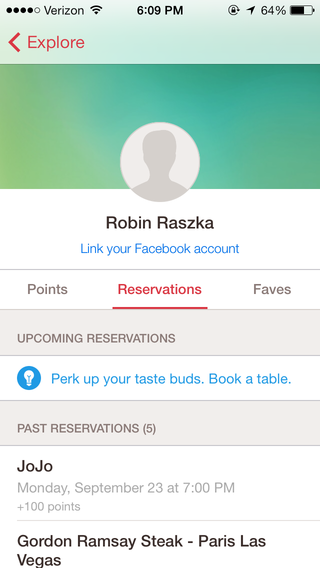 Verizon 6:09 PM 64%
Explore
Robin Raszka
Link your Facebook account
Points Reservations Faves
UPCOMING RESERVATIONS
Perk up your taste buds. Book a table.
PAST RESERVATIONS (5)
JoJo
Monday, September 23 at 7:00 PM
+100 points
Gordon Ramsay Steak - Paris Las
Vegas